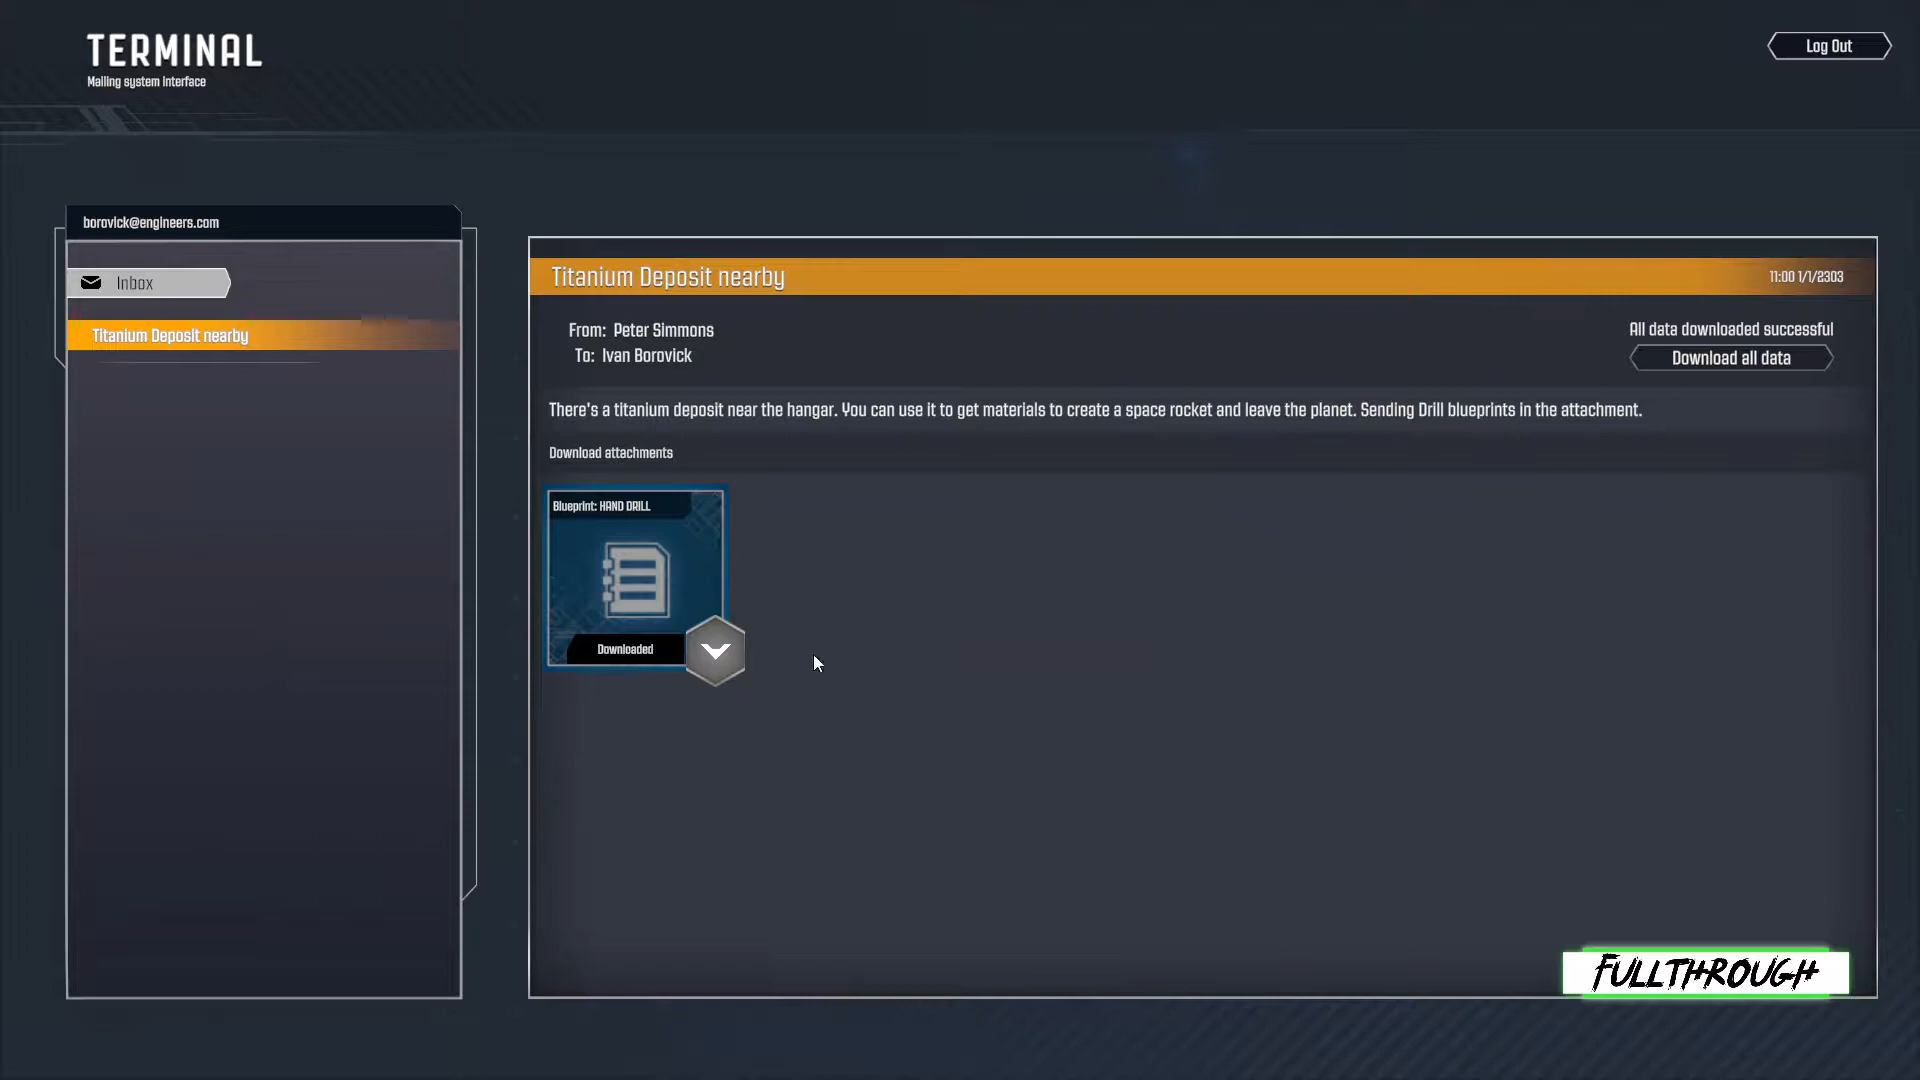 TERMINAL
Mailing system interface
Log Out
borovick@engineers.com
Inbox
Titanium Deposit nearby
Titanium Deposit nearby
11:00 1/1/2303
From: Peter Simmons
To: Ivan Borovick
All data downloaded successful
Download all data
There's a titanium deposit near the hangar. You can use it to get materials to create a space rocket and leave the planet. Sending Drill blueprints in the attachment.
Download attachments
Blueprint: HAND DRILL
Downloaded
FULLTHROUGH